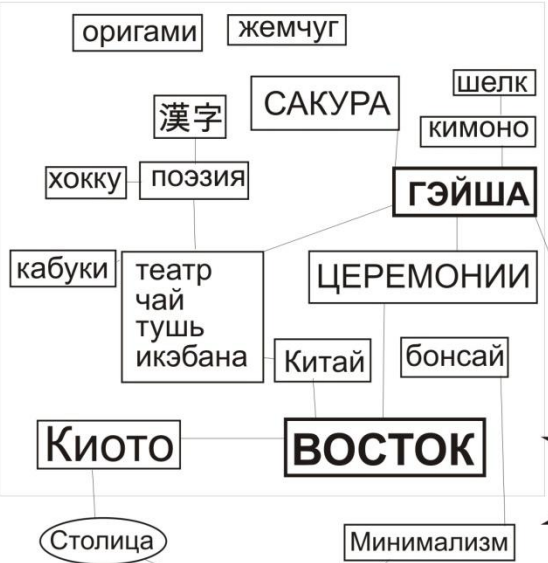 оригами
жемчуг
шелк
САКУРА
漢字
кимоно
хокку
поэзия
ГЭЙША
кабуки
театр
чай
тушь
икэбана
ЦЕРЕМОНИИ
Китай
бонсай
Киото
ВОСТОК
Столица
Минимализм